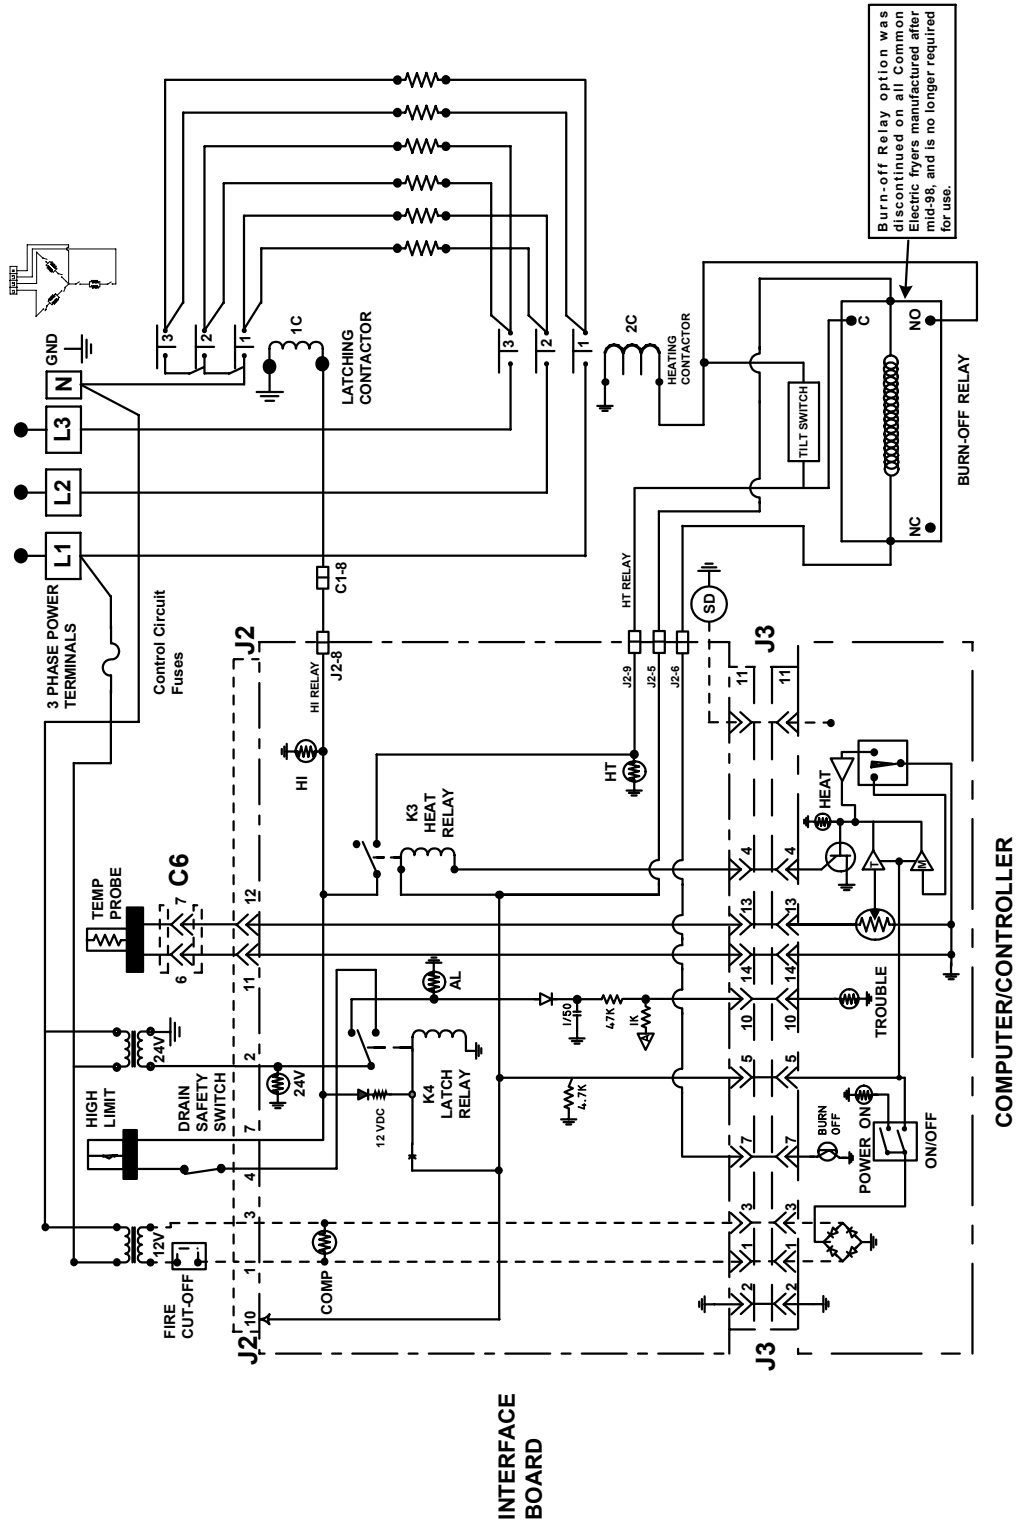 3 PHASE POWER
TERMINALS
L1
L2
L3
N
GND
Control Circuit
Fuses
3
2
1
1C
LATCHING
CONTACTOR
3
2
1
2C
HEATING
CONTACTOR
TILT SWITCH
C
NO
NC
BURN-OFF RELAY
Burn-off Relay option was
discontinued on all Common
Electric fryers manufactured after
mid-98, and is no longer required
for use.
TEMP
PROBE
C6
6
7
HIGH
LIMIT
24V
DRAIN
SAFETY
SWITCH
12V
FIRE
CUT-OFF
J2
10
1
3
4
7
2
11
12
J2
C1-8
J2-8
HI RELAY
HI
24V
COMP
12 VDC
K4
LATCH
RELAY
AL
K3
HEAT
RELAY
HT
HT RELAY
J2-9
J2-5
J2-6
SD
1/50
47K
1K
A
4.7K
J3
2
1
3
7
5
10
14
13
4
11
J3
2
1
3
7
5
10
14
13
4
11
BURN
OFF
POWER ON
ON/OFF
TROUBLE
HEAT
T
M
INTERFACE
BOARD
COMPUTER/CONTROLLLER